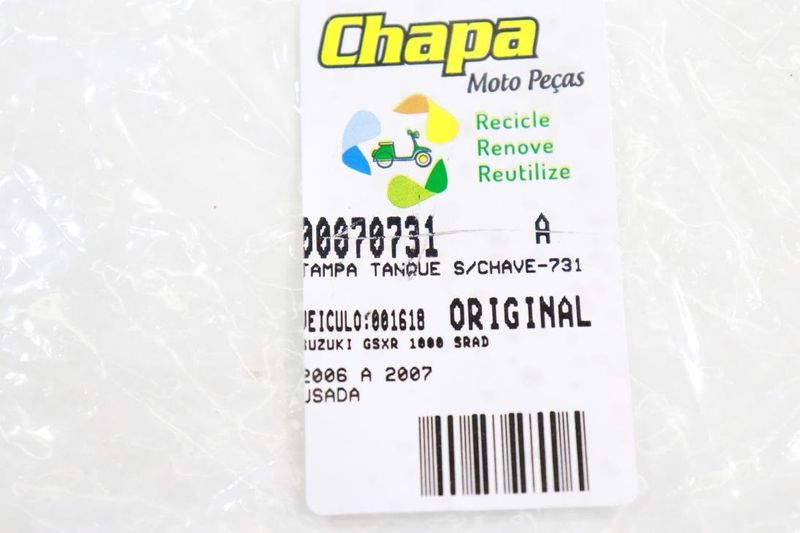 Chapa
Moto Peças
Recicle
Renove
Reutilize
00070731 A
TAMPA TANQUE S/CHAVE-731
VEICULO:001618 ORIGINAL
SUZUKI GSXR 1000 SRAD
2006 A 2007
USADA